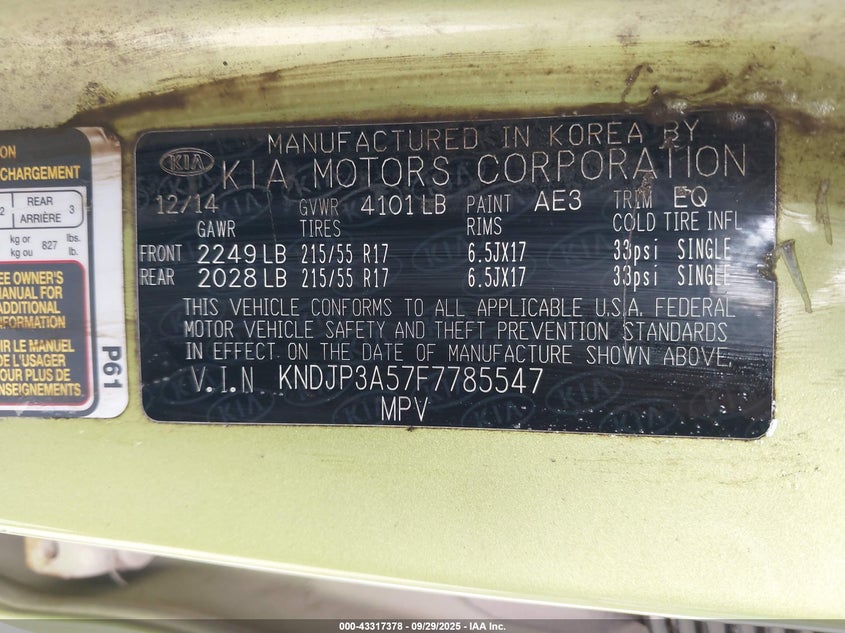 ON
CHARGEMENT
2 REAR ARRIÈRE 3
kg or kg ou 827 lbs. lb.
EE OWNER'S
MANUAL FOR
ADDITIONAL
INFORMATION
OIR LE MANUEL
DE L'USAGER
POUR PLUS DE
RENSEIGNEMENTS
P61
MANUFACTURED IN KOREA BY
KIA KIA MOTORS CORPORATION
12/14 GVWR 4101 LB PAINT AE3 TRIM EQ
GAWR TIRES RIMS COLD TIRE INFL
FRONT 2249 LB 215/55 R17 6.5JX17 33psi SINGLE
REAR 2028 LB 215/55 R17 6.5JX17 33psi SINGLE
THIS VEHICLE CONFORMS TO ALL APPLICABLE U.S.A. FEDERAL
MOTOR VEHICLE SAFETY AND THEFT PREVENTION STANDARDS
IN EFFECT ON THE DATE OF MANUFACTURE SHOWN ABOVE.
V.I.N KNDJP3A57F7785547
MPV
000-43317378 - 09/29/2025 - IAA Inc.